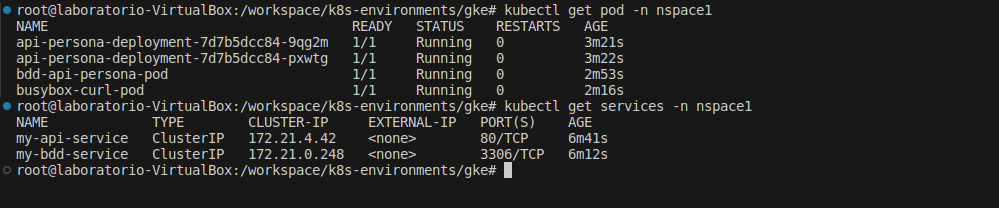 root@laboratorio-VirtualBox:/workspace/k8s-environments/gke# kubectl get pod -n nspace1
NAME READY STATUS RESTARTS AGE
api-persona-deployment-7d7b5dcc84-9qg2m 1/1 Running 0 3m21s
api-persona-deployment-7d7b5dcc84-pxwtg 1/1 Running 0 3m22s
bdd-api-persona-pod 1/1 Running 0 2m53s
busybox-curl-pod 1/1 Running 0 2m16s
root@laboratorio-VirtualBox:/workspace/k8s-environments/gke# kubectl get services -n nspace1
NAME TYPE CLUSTER-IP EXTERNAL-IP PORT(S) AGE
my-api-service ClusterIP 172.21.4.42 <none> 80/TCP 6m41s
my-bdd-service ClusterIP 172.21.0.248 <none> 3306/TCP 6m12s
root@laboratorio-VirtualBox:/workspace/k8s-environments/gke#